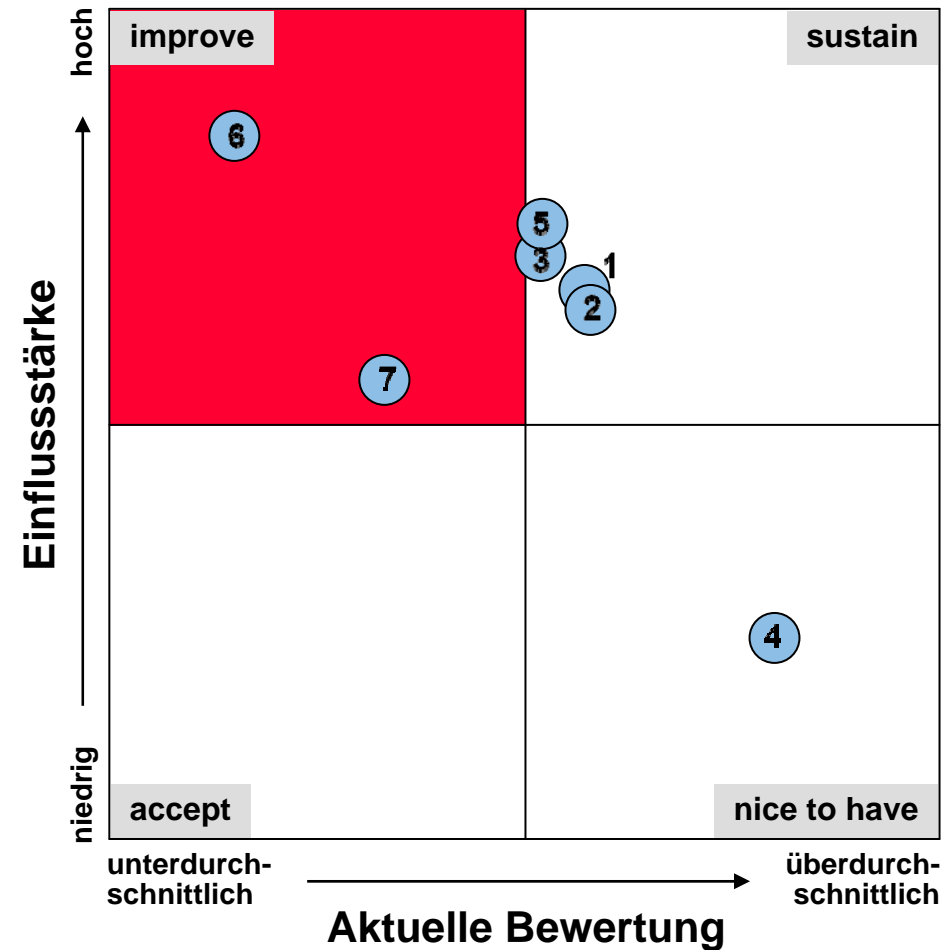 hoch
improve
sustain
6
5
3
1
2
7
Einflussstärke
4
niedrig
accept
nice to have
unterdurch-
schnittlich
überdurch-
schnittlich
Aktuelle Bewertung